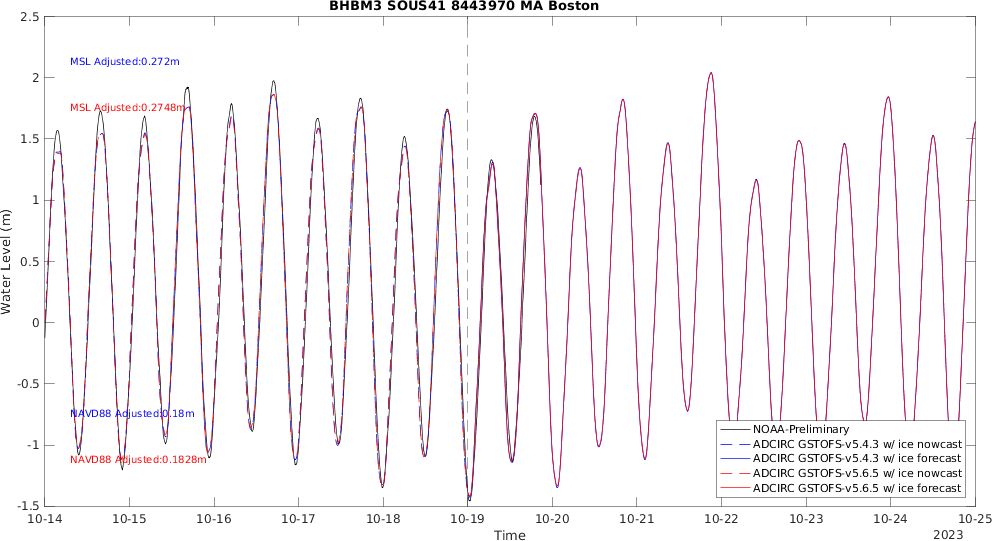 BHBM3 SOUS41 8443970 MA Boston
Water Level (m)
2.5
2
1.5
1
0.5
0
-0.5
-1
-1.5
MSL Adjusted:0.272m
MSL Adjusted:0.2748m
NAVD88 Adjusted:0.18m
NAVD88 Adjusted:0.1828m
NOAA-Preliminary
ADCIRC GSTOFS-v5.4.3 w/ ice nowcast
ADCIRC GSTOFS-v5.4.3 w/ ice forecast
ADCIRC GSTOFS-v5.6.5 w/ ice nowcast
ADCIRC GSTOFS-v5.6.5 w/ ice forecast
10-14 10-15 10-16 10-17 10-18 10-19 10-20 10-21 10-22 10-23 10-24 10-25
Time
2023